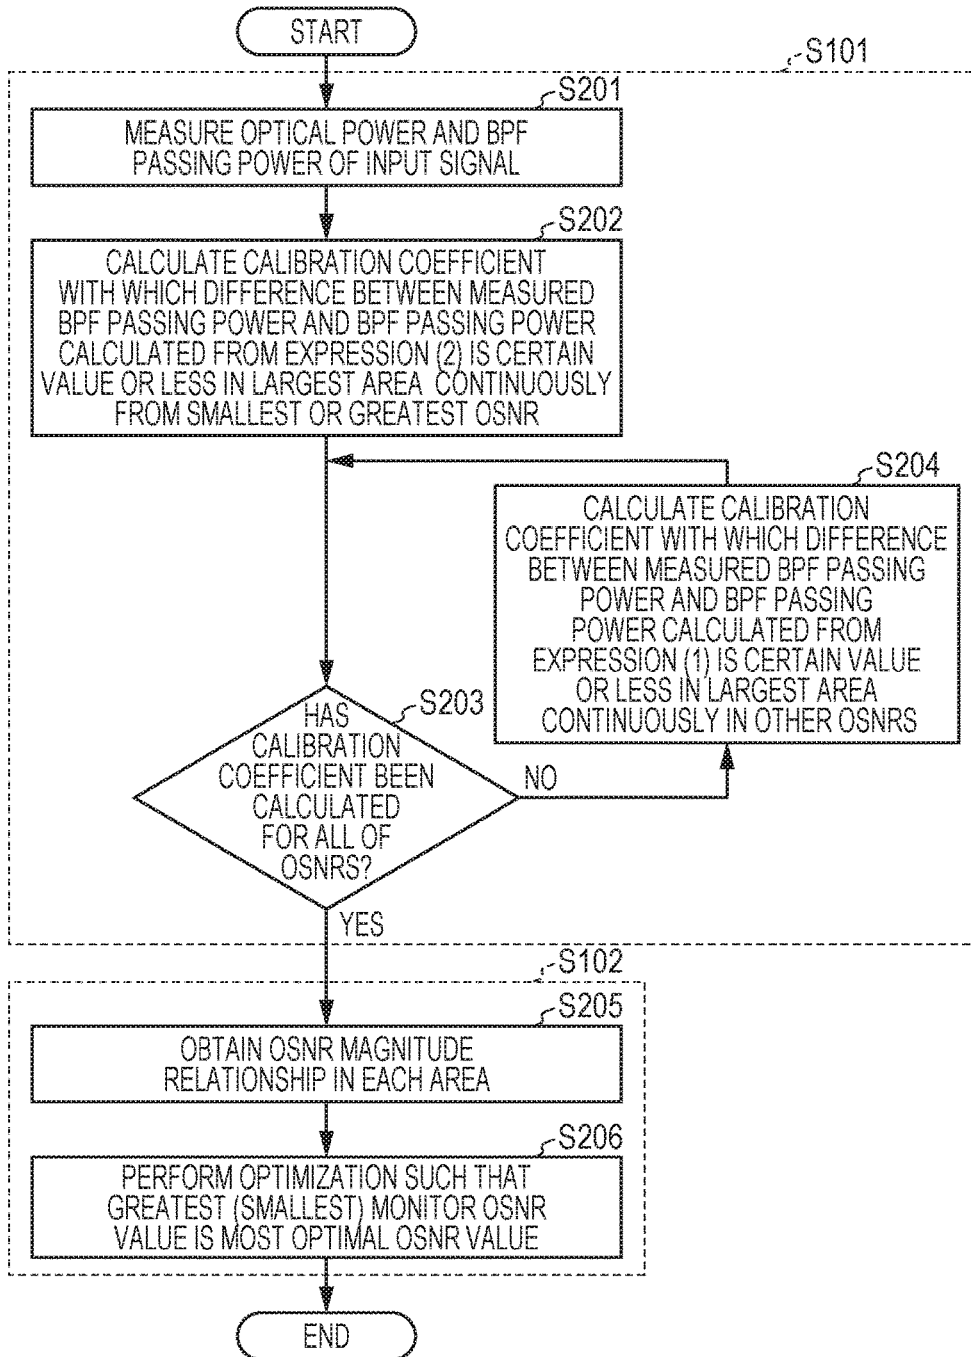 START
S101
S201
MEASURE OPTICAL POWER AND BPF
PASSING POWER OF INPUT SIGNAL
S202
CALCULATE CALIBRATION COEFFICIENT
WITH WHICH DIFFERENCE BETWEEN MEASURED
BPF PASSING POWER AND BPF PASSING POWER
CALCULATED FROM EXPRESSION (2) IS CERTAIN
VALUE OR LESS IN LARGEST AREA CONTINUOUSLY
FROM SMALLEST OR GREATEST OSNR
S204
CALCULATE CALIBRATION
COEFFICIENT WITH WHICH DIFFERENCE
BETWEEN MEASURED BPF PASSING
POWER AND BPF PASSING
POWER CALCULATED FROM
EXPRESSION (1) IS CERTAIN VALUE
OR LESS IN LARGEST AREA
CONTINUOUSLY IN OTHER OSNRS
S203
HAS
CALIBRATION
COEFFICIENT BEEN
CALCULATED
FOR ALL OF
OSNRS?
NO
YES
S102
S205
OBTAIN OSNR MAGNITUDE
RELATIONSHIP IN EACH AREA
S206
PERFORM OPTIMIZATION SUCH THAT
GREATEST (SMALLEST) MONITOR OSNR
VALUE IS MOST OPTIMAL OSNR VALUE
END